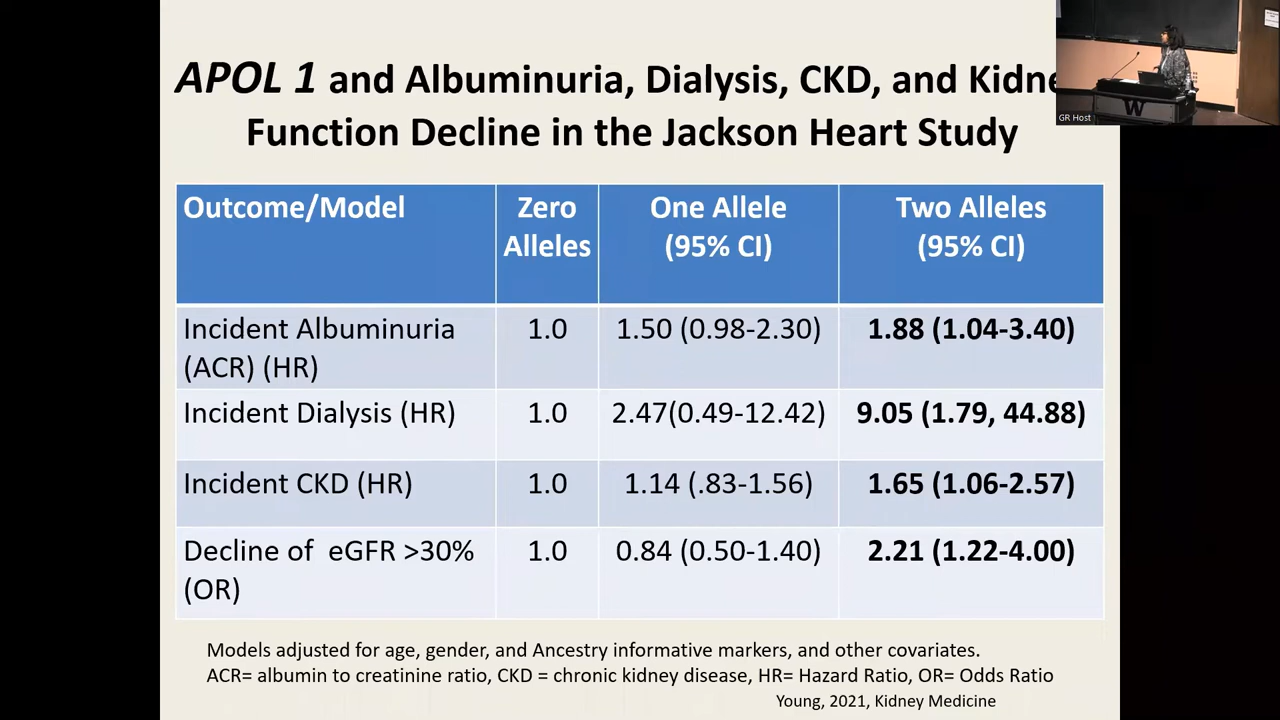 APOL 1 and Albuminuria, Dialysis, CKD, and Kidne
Function Decline in the Jackson Heart Study
Outcome/Model
Zero
Alleles
One Allele
(95% CI)
Two Alleles
(95% CI)
Incident Albuminuria
(ACR) (HR)
1.0
1.50 (0.98-2.30)
1.88 (1.04-3.40)
Incident Dialysis (HR)
1.0
2.47(0.49-12.42)
9.05 (1.79, 44.88)
Incident CKD (HR)
1.0
1.14 (.83-1.56)
1.65 (1.06-2.57)
Decline of eGFR >30%
(OR)
1.0
0.84 (0.50-1.40)
2.21 (1.22-4.00)
Models adjusted for age, gender, and Ancestry informative markers, and other covariates.
ACR= albumin to creatinine ratio, CKD = chronic kidney disease, HR= Hazard Ratio, OR= Odds Ratio
Young, 2021, Kidney Medicine
W
GR Host